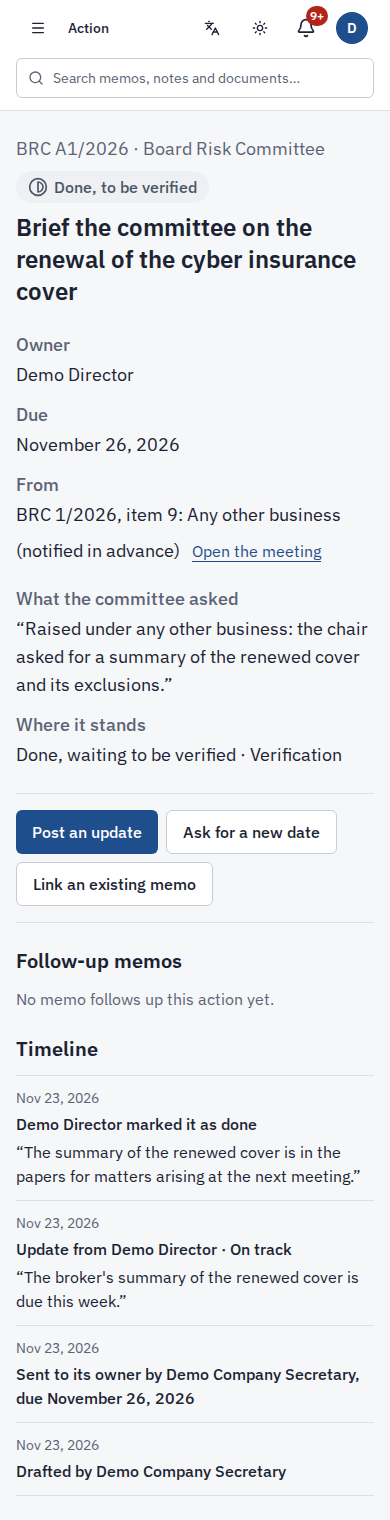 Action
9+
D
Search memos, notes and documents...
BRC A1/2026 · Board Risk Committee
Done, to be verified
Brief the committee on the
renewal of the cyber insurance
cover
Owner
Demo Director
Due
November 26, 2026
From
BRC 1/2026, item 9: Any other business
(notified in advance) Open the meeting
What the committee asked
“Raised under any other business: the chair
asked for a summary of the renewed cover
and its exclusions.”
Where it stands
Done, waiting to be verified · Verification
Post an update
Ask for a new date
Link an existing memo
Follow-up memos
No memo follows up this action yet.
Timeline
Nov 23, 2026
Demo Director marked it as done
“The summary of the renewed cover is in the
papers for matters arising at the next meeting.”
Nov 23, 2026
Update from Demo Director · On track
“The broker's summary of the renewed cover is
due this week.”
Nov 23, 2026
Sent to its owner by Demo Company Secretary,
due November 26, 2026
Nov 23, 2026
Drafted by Demo Company Secretary